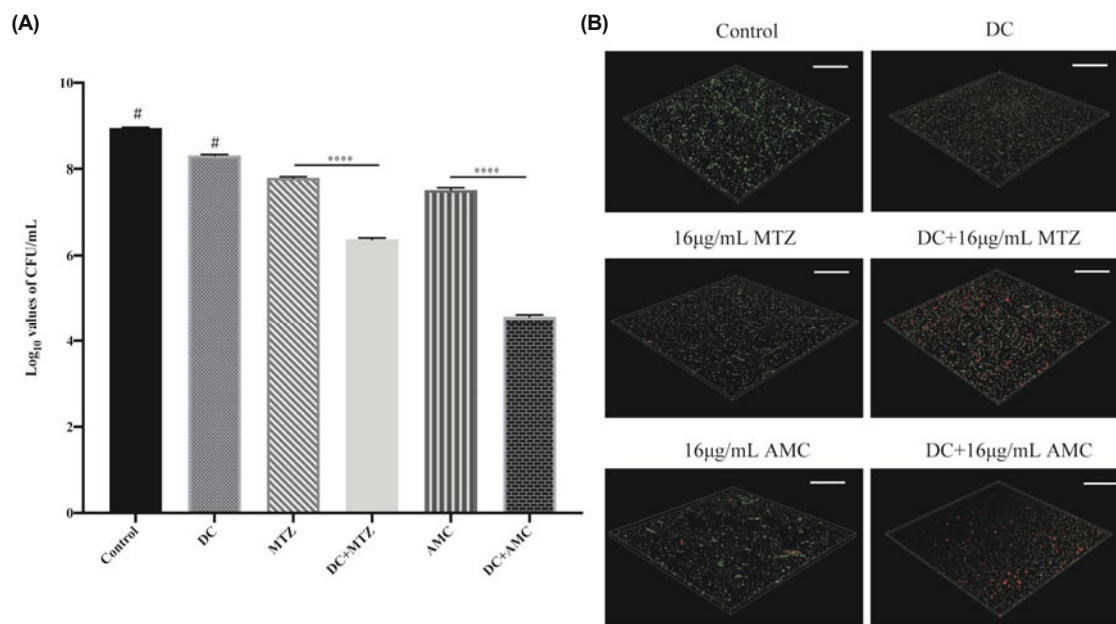 (A)
Log10 values of CFU/mL
10
8
6
4
2
0
#
#
****
****
Control
DC
MTZ
DC+MTZ
AMC
DC+AMC
(B)
Control
DC
16μg/mL MTZ
DC+16μg/mL MTZ
16μg/mL AMC
DC+16μg/mL AMC